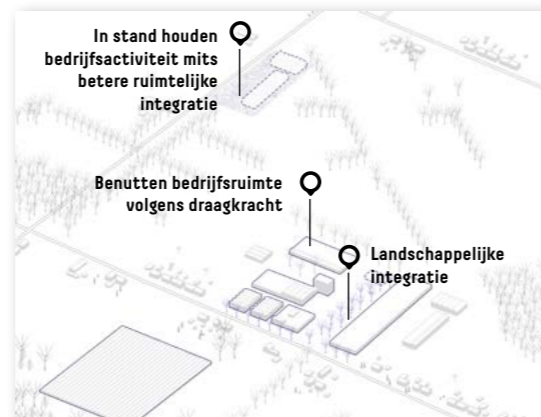 In stand houden
bedrijfsactiviteit mits
betere ruimtelijke
integratie
Benutten bedrijfsruimte
volgens draagkracht
Landschappelijke
integratie